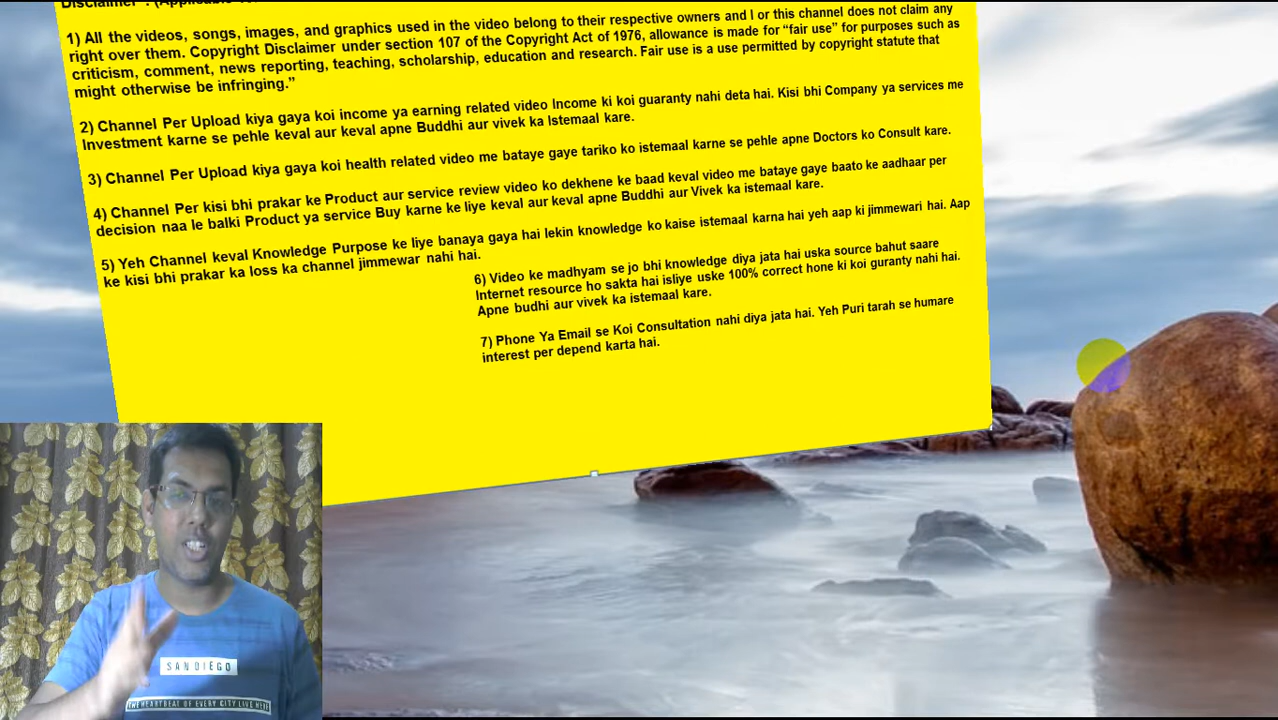 Disclaimer
1) All the videos, songs, images, and graphics used in the video belong to their respective owners and I or this channel does not claim any
right over them. Copyright Disclaimer under section 107 of the Copyright Act of 1976, allowance is made for “fair use” for purposes such as
criticism, comment, news reporting, teaching, scholarship, education and research. Fair use is a use permitted by copyright statute that
might otherwise be infringing.”
2) Channel Per Upload kiya gaya koi income ya earning related video Income ki koi guaranty nahi deta hai. Kisi bhi Company ya services me
Investment karne se pehle keval aur keval apne Buddhi aur vivek ka Istemaal kare.
3) Channel Per Upload kiya gaya koi health related video me bataye gaye tariko ko istemaal karne se pehle apne Doctors ko Consult kare.
4) Channel Per kisi bhi prakar ke Product aur service review video ko dekhene ke baad keval video me bataye gaye baato ke aadhaar per
decision naa le balki Product ya service Buy karne ke liye keval aur keval apne Buddhi aur Vivek ka istemaal kare.
5) Yeh Channel keval Knowledge Purpose ke liye banaya gaya hai lekin knowledge ko kaise istemaal karna hai yeh aap ki jimmewari hai. Aap
ke kisi bhi prakar ka loss ka channel jimmewar nahi hai.
6) Video ke madhyam se jo bhi knowledge diya jata hai uska source bahut saare
Internet resource ho sakta hai isliye uske 100% correct hone ki koi guranty nahi hai.
Apne budhi aur vivek ka istemaal kare.
7) Phone Ya Email se Koi Consultation nahi diya jata hai. Yeh Puri tarah se humare
interest per depend karta hai.
SAN DIEGO
THE HEARTBEAT OF EVERY CITY LIVE HERE